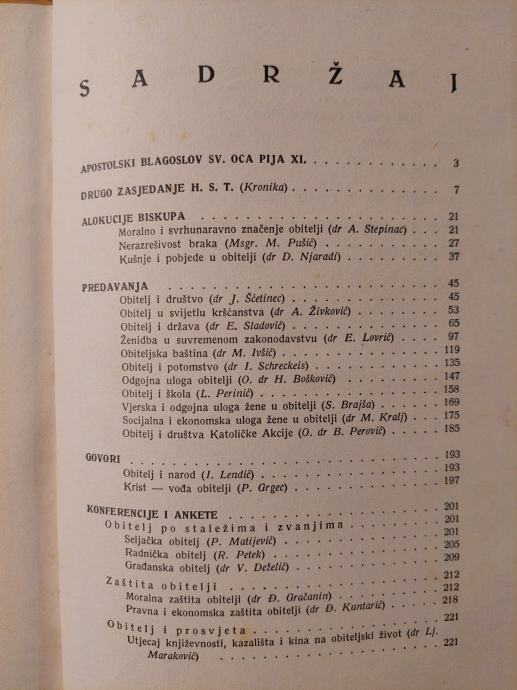 SADRŽAJ
APOSTOLSKI BLAGOSLOV SV. OCA PIJA XI. . . . . . . . . . . . 3
DRUGO ZASJEDANJE H. S. T. (Kronika) . . . . . . . . . . . . 7
ALOKUCIJE BISKUPA . . . . . . . . . . . . 21
Moralno i svrhunaravno značenje obitelji (dr A. Stepinac) . . . 21
Nerazrešivost braka (Msgr. M. Pušić) . . . . . . . . . . 27
Kušnje i pobjede u obitelji (dr D. Njaradi) . . . . . . . . 37
PREDAVANJA . . . . . . . . . . . . 45
Obitelj i društvo (dr J. Šćetinec) . . . . . . . . . . 45
Obitelj u svijetlu kršćanstva (dr A. Živković) . . . . . . . 53
Obitelj i država (dr E. Sladović) . . . . . . . . . . 65
Ženidba u suvremenom zakonodavstvu (dr E. Lovrić) . . . . 97
Obiteljska baština (dr M. Ivšić) . . . . . . . . . . 119
Obitelj i potomstvo (dr I. Schreckeis) . . . . . . . . 135
Odgojna uloga obitelji (O. dr H. Bošković) . . . . . . . 147
Obitelj i škola (L. Perinić) . . . . . . . . . . 158
Vjerska i odgojna uloga žene u obitelji (S. Brajša) . . . . . 169
Socijalna i ekonomska uloga žene u obitelji (dr M. Kralj) . . . 175
Obitelj i društva Katoličke Akcije (O. dr B. Perović) . . . . . 185
GOVORI . . . . . . . . . . . . 193
Obitelj i narod (I. Lendić) . . . . . . . . . . 193
Krist — vođa obitelji (P. Grgec) . . . . . . . . . . 197
KONFERENCIJE I ANKETE . . . . . . . . . . 201
Obitelj po staležima i zvanjima . . . . . . . . 201
Seljačka obitelj (P. Matijević) . . . . . . . . . . 201
Radnička obitelj (R. Petek) . . . . . . . . . . 205
Građanska obitelj (dr V. Deželić) . . . . . . . . . . 209
Zaštita obitelji . . . . . . . . . . 212
Moralna zaštita obitelji (dr Đ. Gračanin) . . . . . . . 212
Pravna i ekonomska zaštita obitelji (dr Đ. Kuntarić) . . . . 218
Obitelj i prosvjeta . . . . . . . . . . 221
Utjecaj književnosti, kazališta i kina na obiteljski život (dr Lj.
Maraković) . . . . . . . . . . 221